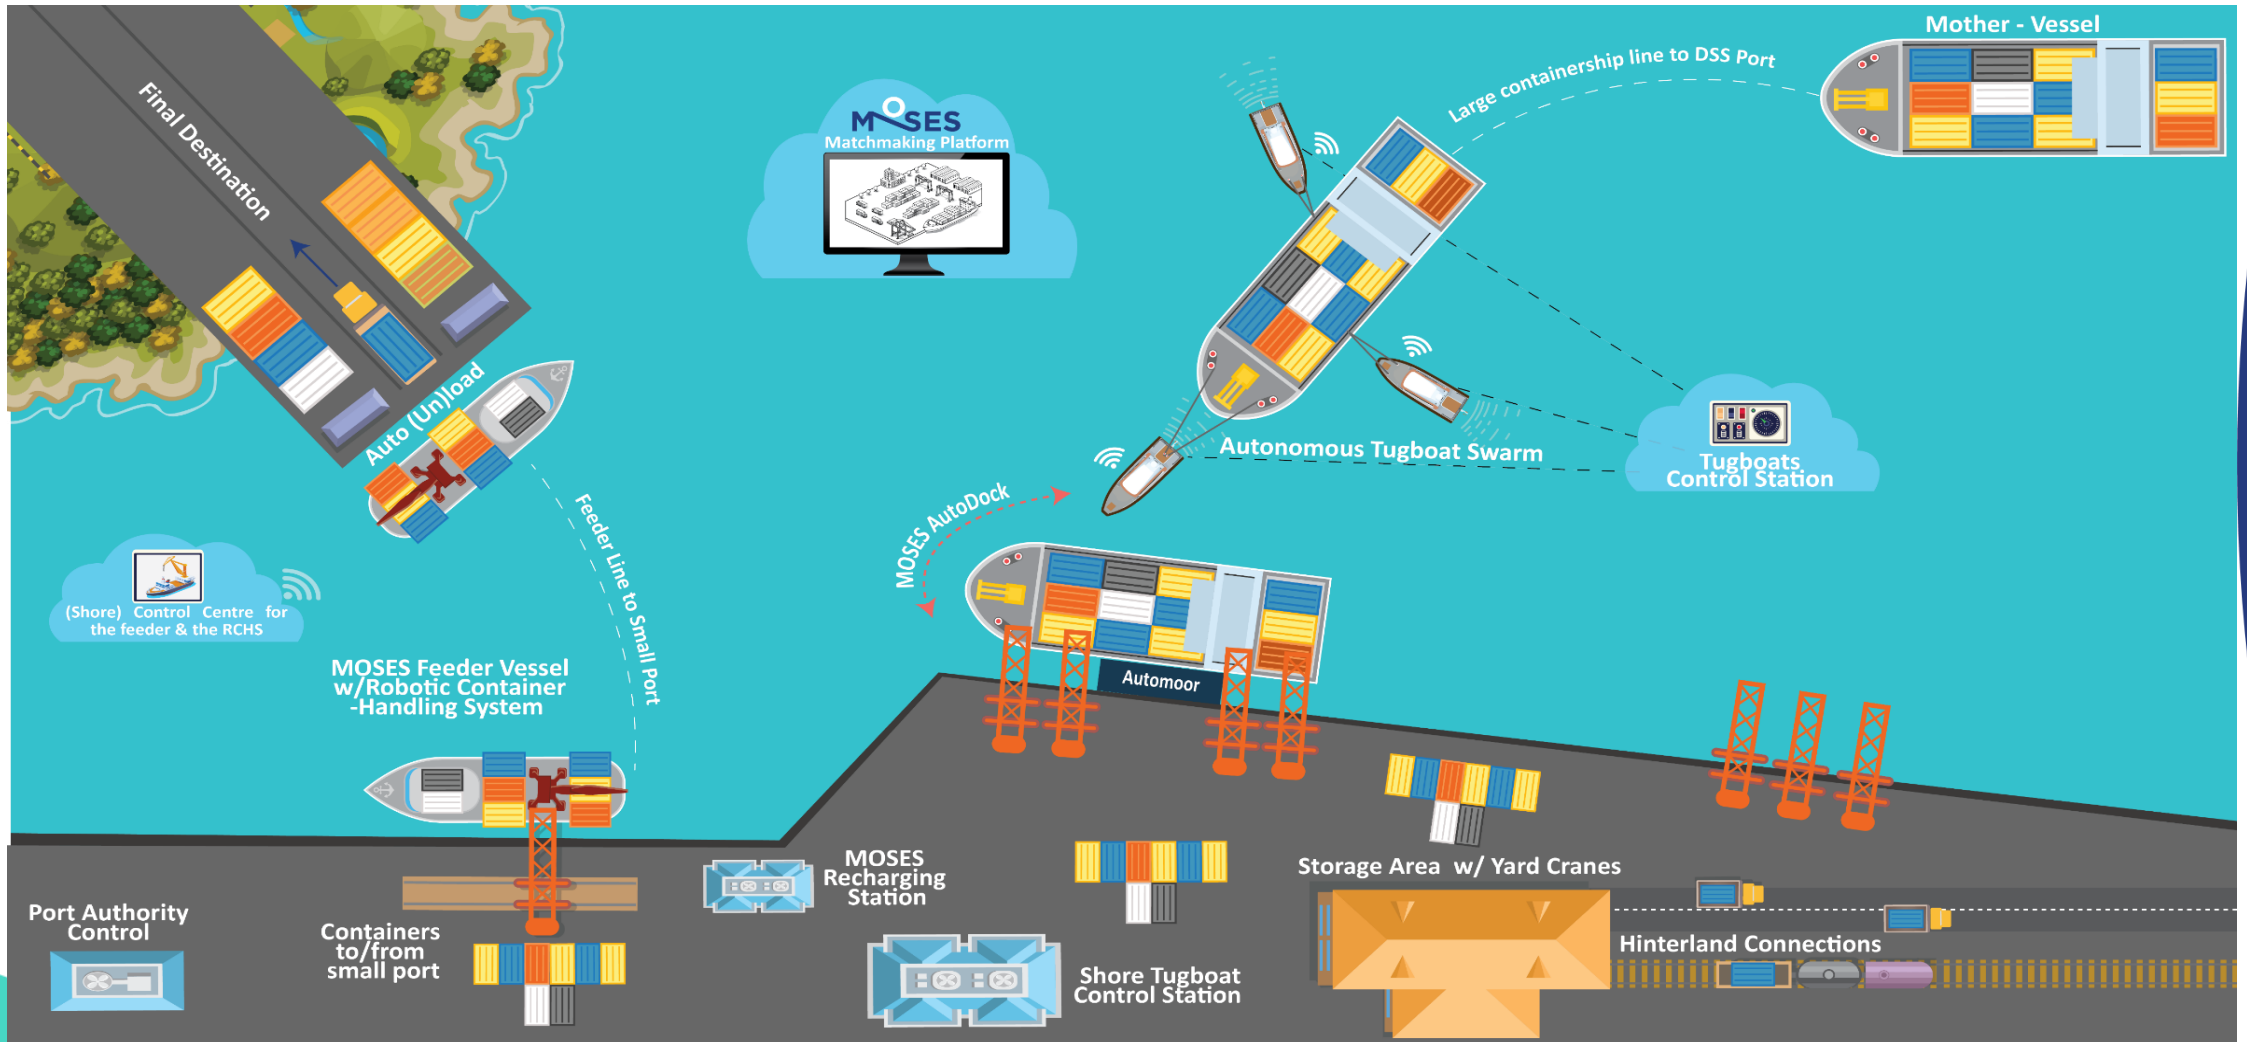 Mother - Vessel
Large containership line to DSS Port
Final Destination
MOSES
Matchmaking Platform
Auto (Un)load
Autonomous Tugboat Swarm
Tugboats
Control Station
MOSES AutoDock
Feeder Line to Small Port
(Shore) Control Centre for
the feeder & the RCHS
MOSES Feeder Vessel
w/Robotic Container
-Handling System
Automoor
MOSES
Recharging
Station
Storage Area w/ Yard Cranes
Port Authority
Control
Containers
to/from
small port
Hinterland Connections
Shore Tugboat
Control Station